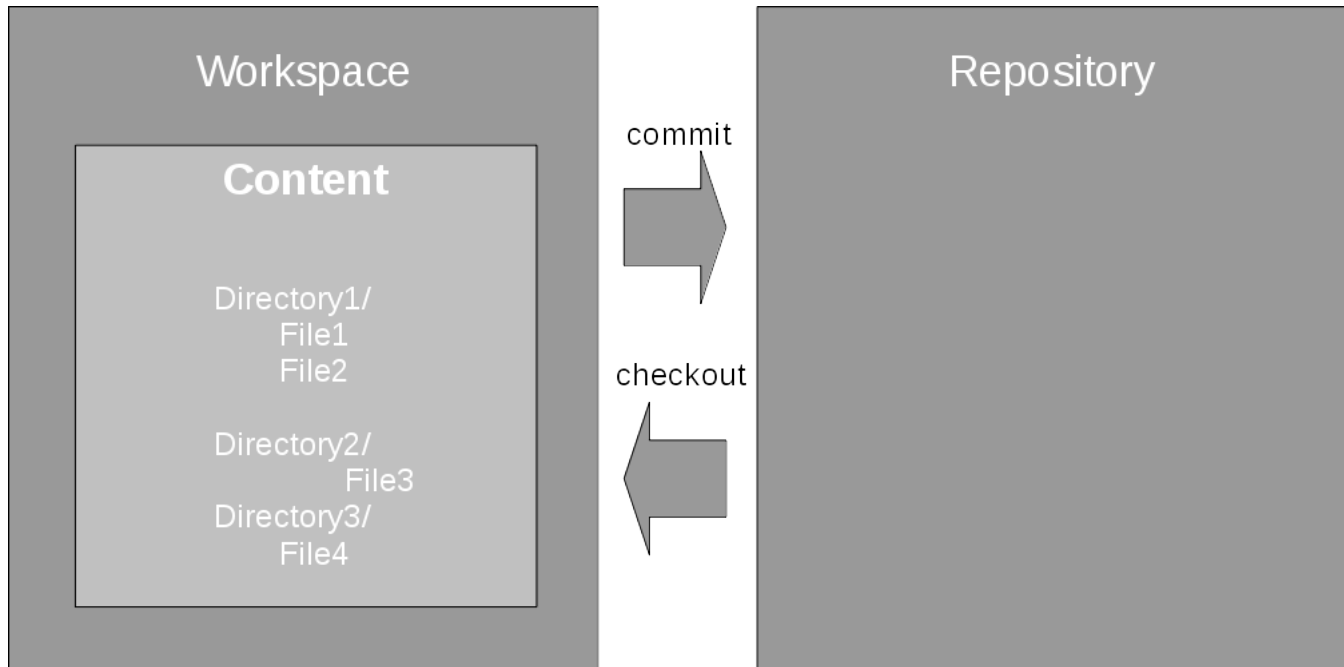 Workspace
Content
Directory1/
File1
File2
Directory2/
File3
Directory3/
File4
commit
checkout
Repository